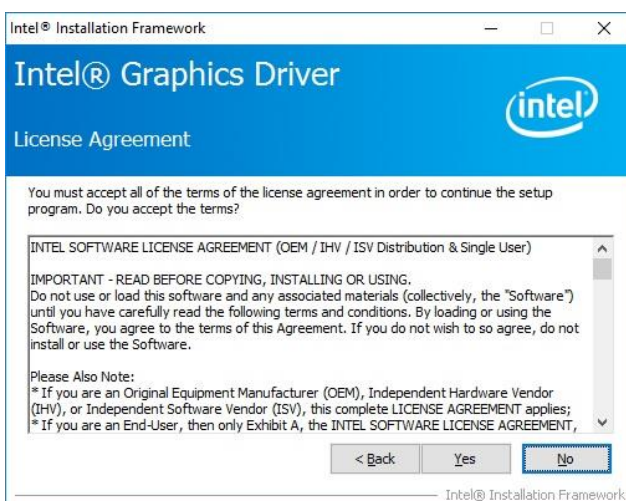 Intel® Installation Framework
Intel® Graphics Driver
intel
License Agreement
You must accept all of the terms of the license agreement in order to continue the setup
program. Do you accept the terms?
INTEL SOFTWARE LICENSE AGREEMENT (OEM / IHV / ISV Distribution & Single User)
IMPORTANT - READ BEFORE COPYING, INSTALLING OR USING.
Do not use or load this software and any associated materials (collectively, the "Software")
until you have carefully read the following terms and conditions. By loading or using the
Software, you agree to the terms of this Agreement. If you do not wish to so agree, do not
install or use the Software.
Please Also Note:
* If you are an Original Equipment Manufacturer (OEM), Independent Hardware Vendor
(IHV), or Independent Software Vendor (ISV), this complete LICENSE AGREEMENT applies;
* If you are an End-User, then only Exhibit A, the INTEL SOFTWARE LICENSE AGREEMENT,
< Back
Yes
No
Intel® Installation Framework